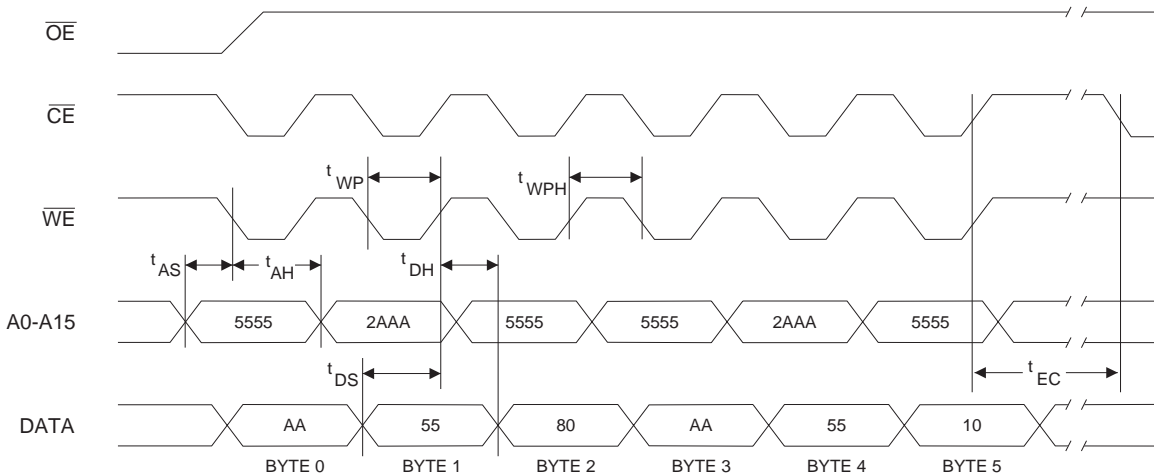 OE
CE
t WP
t WPH
WE
t AS
t AH
t DH
A0-A15 5555 2AAA 5555 5555 2AAA 5555
t DS
t EC
DATA AA 55 80 AA 55 10
BYTE 0 BYTE 1 BYTE 2 BYTE 3 BYTE 4 BYTE 5